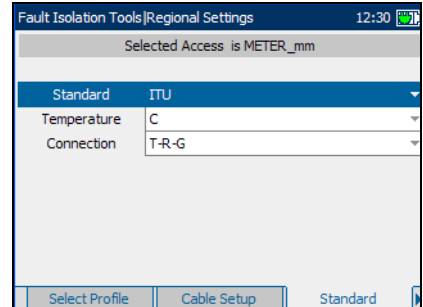 Fault Isolation Tools|Regional Settings 12:30
Selected Access is METER_mm
Standard ITU
Temperature C
Connection T-R-G
Select Profile Cable Setup Standard